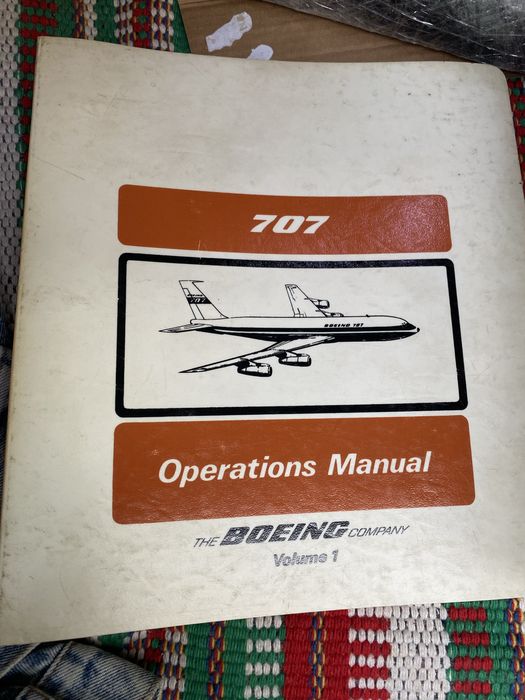 707
BOEING 707
Operations Manual
THE BOEING COMPANY
Volume 1